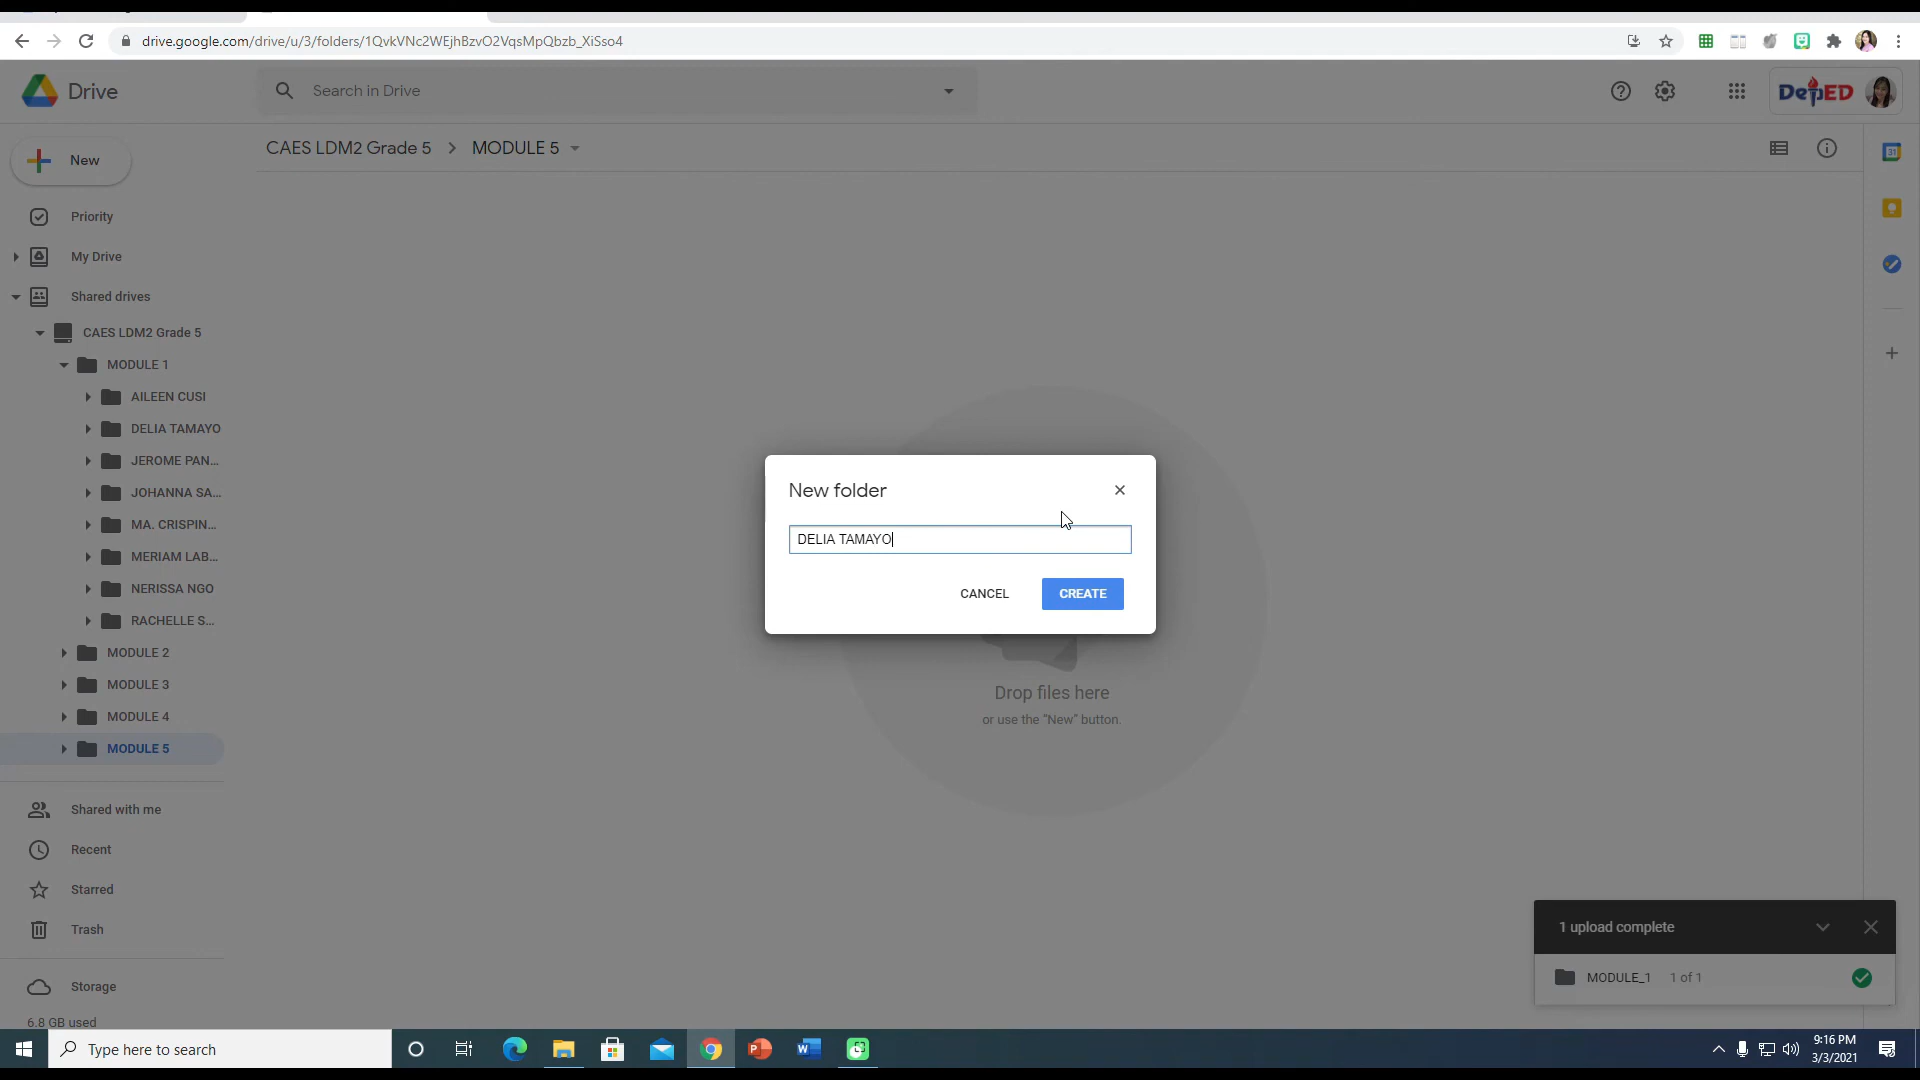 drive.google.com/drive/u/3/folders/1QvkVNc2WEjhBzvO2VqsMpQbzb_XiSso4
Drive
Search in Drive
DepED
New
CAES LDM2 Grade 5 > MODULE 5
Priority
My Drive
Shared drives
CAES LDM2 Grade 5
MODULE 1
AILEEN CUSI
DELIA TAMAYO
JEROME PAN...
JOHANNA SA...
MA. CRISPIN...
MERIAM LAB...
NERISSA NGO
RACHELLE S...
MODULE 2
MODULE 3
MODULE 4
MODULE 5
Shared with me
Recent
Starred
Trash
Storage
6.8 GB used
New folder
DELIA TAMAYO
CANCEL
CREATE
Drop files here
or use the “New” button.
31
1 upload complete
MODULE_1 1 of 1
Type here to search
9:16 PM
3/3/2021